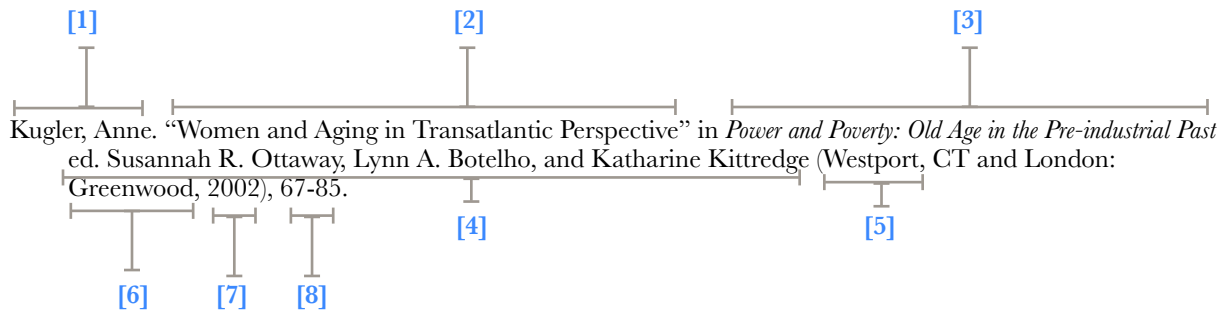 [1] [2] [3]
Kugler, Anne. “Women and Aging in Transatlantic Perspective” in Power and Poverty: Old Age in the Pre-industrial Past
ed. Susannah R. Ottaway, Lynn A. Botelho, and Katharine Kittredge (Westport, CT and London:
Greenwood, 2002), 67-85.
[4] [5]
[6] [7] [8]